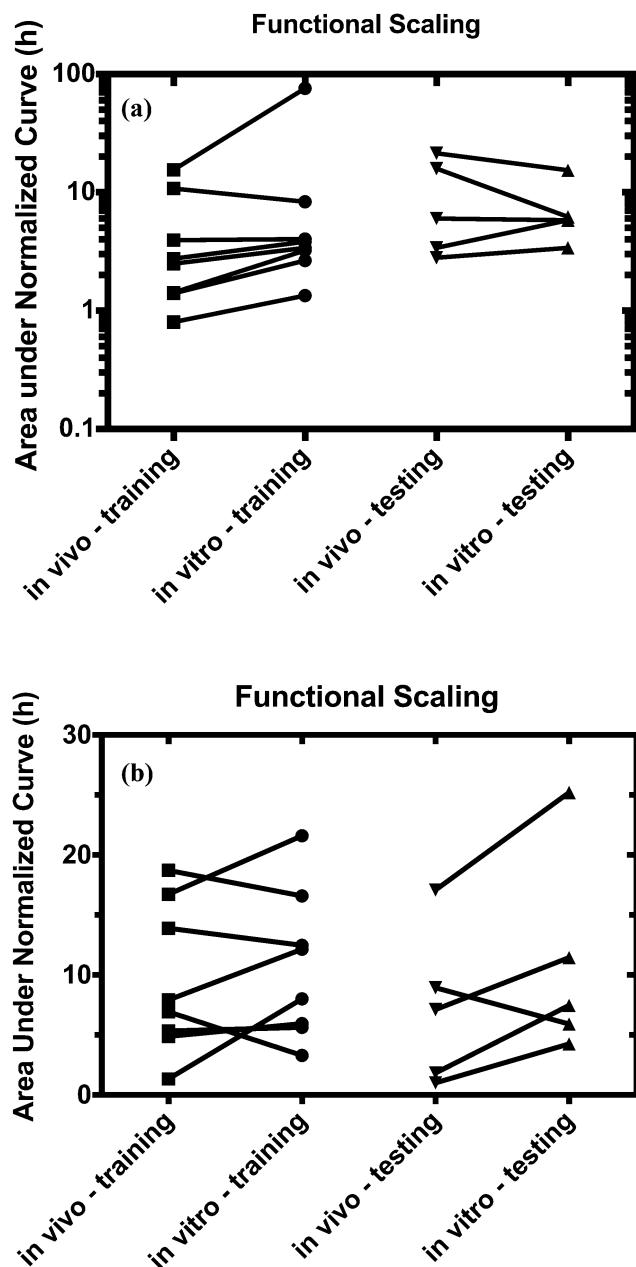 Functional Scaling
Area under Normalized Curve (h)
(a)
100
10
1
0.1
in vivo - training
in vitro - training
in vivo - testing
in vitro - testing
Functional Scaling
Area Under Normalized Curve (h)
(b)
30
20
10
0
in vivo - training
in vitro - training
in vivo - testing
in vitro - testing